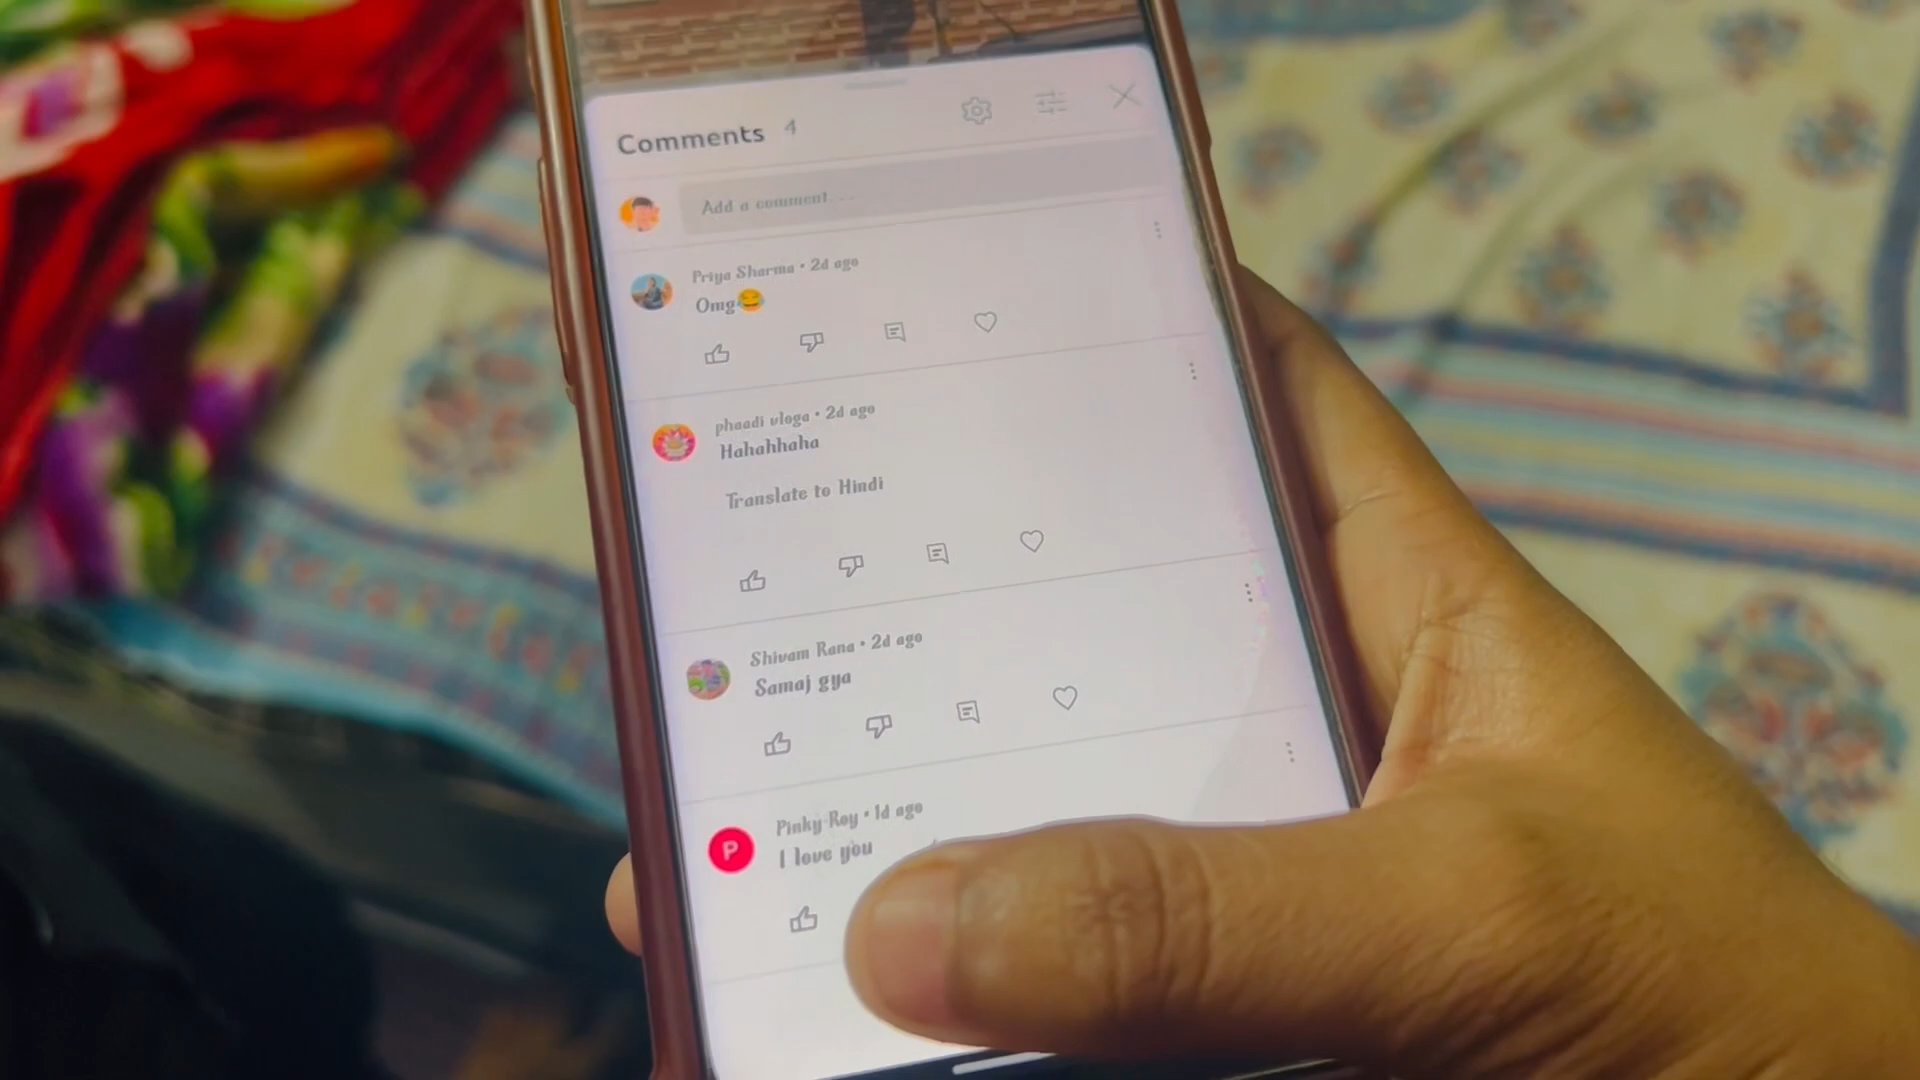 Comments 4
Add a comment...
Priya Sharma • 2d ago
Omg😂
phaadi vloga • 2d ago
Hahahhaha
Translate to Hindi
Shivam Rana • 2d ago
Samaj gya
P
Pinky Roy • 1d ago
I love you